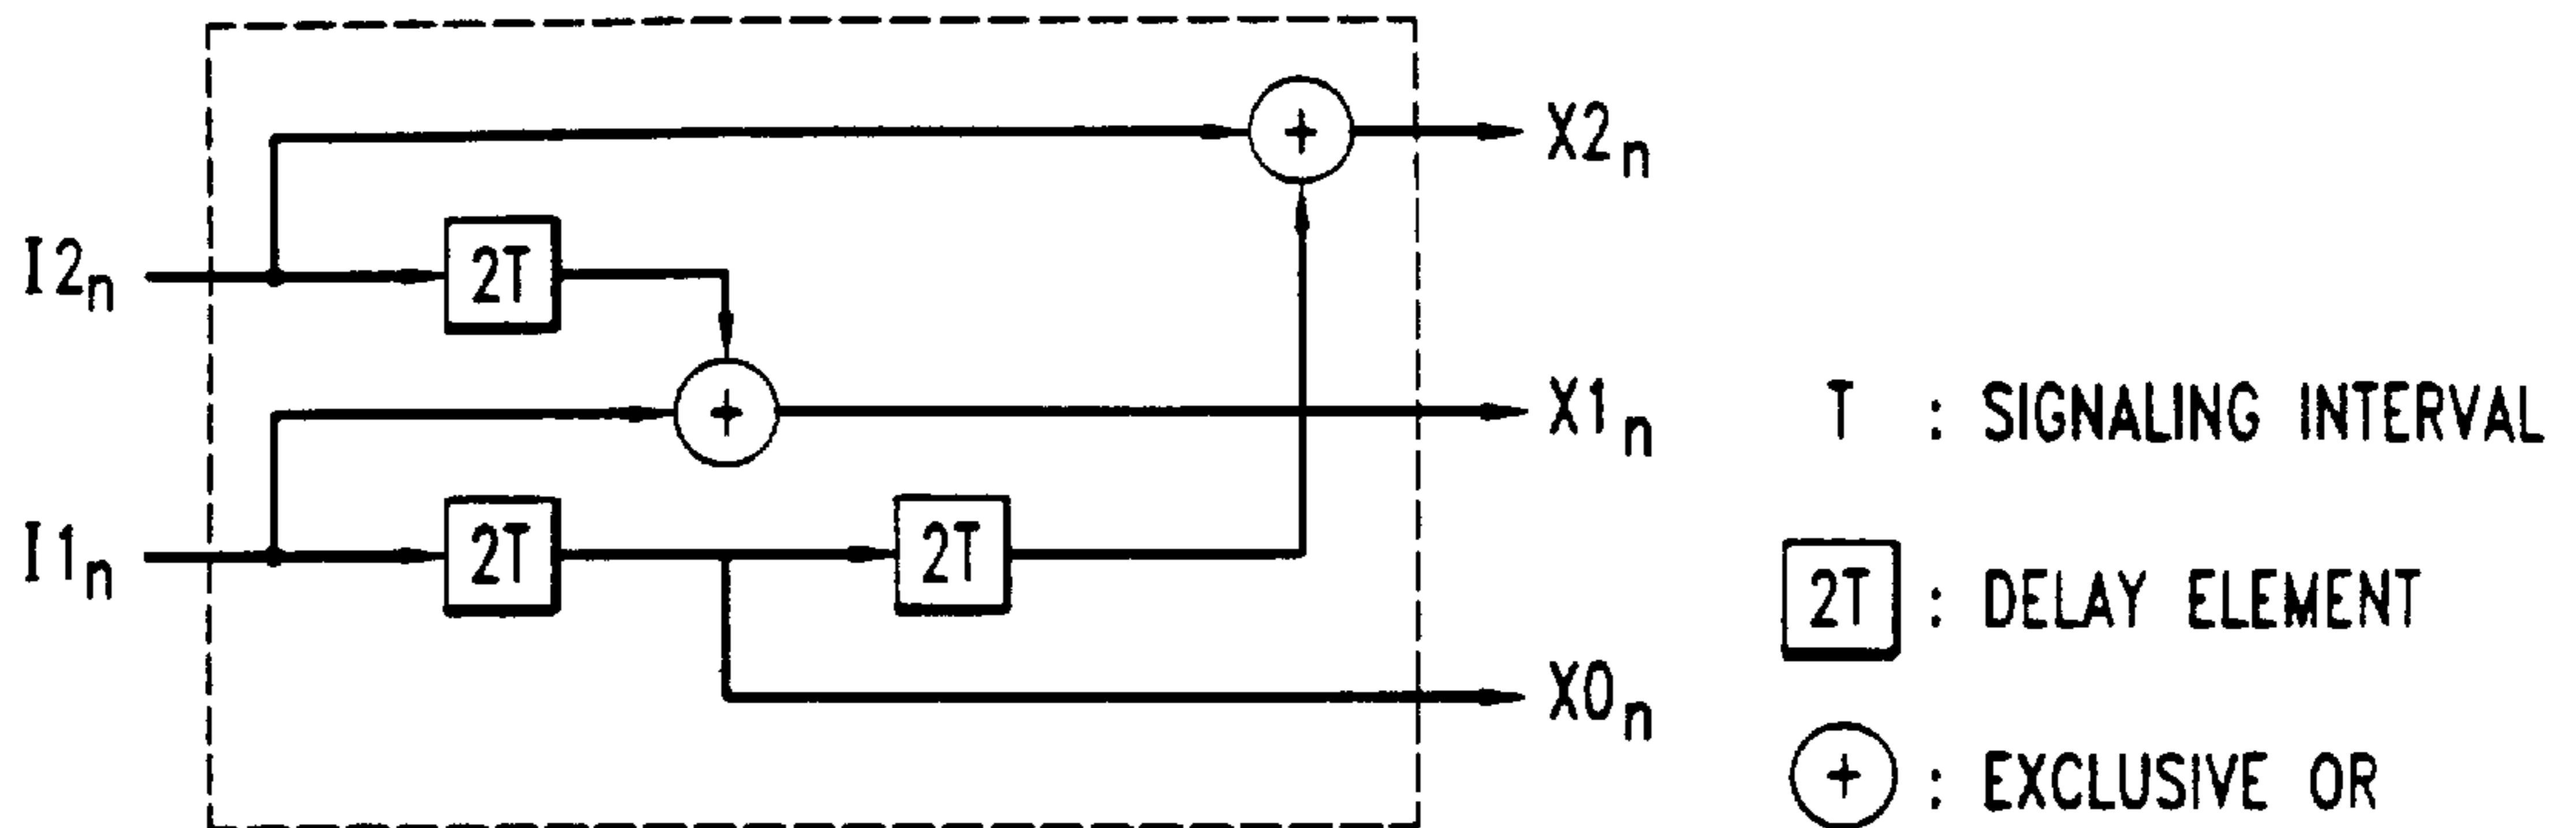 X2n
I2n
2T
X1n
T : SIGNALING INTERVAL
I1n
2T
2T
2T : DELAY ELEMENT
X0n
+ : EXCLUSIVE OR